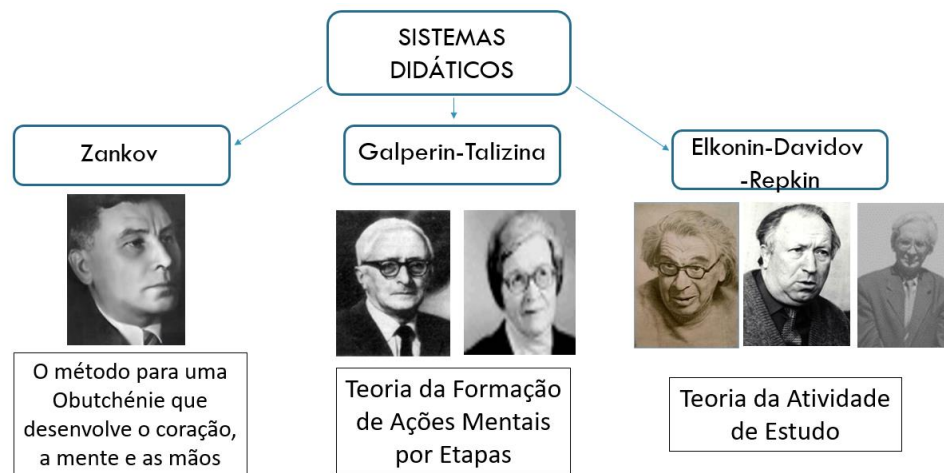 SISTEMAS
DIDÁTICOS
Zankov
Galperin-Talizina
Elkonin-Davidov
-Repkin
O método para uma
Obutchénie que
desenvolve o coração,
a mente e as mãos
Teoria da Formação
de Ações Mentais
por Etapas
Teoria da Atividade
de Estudo